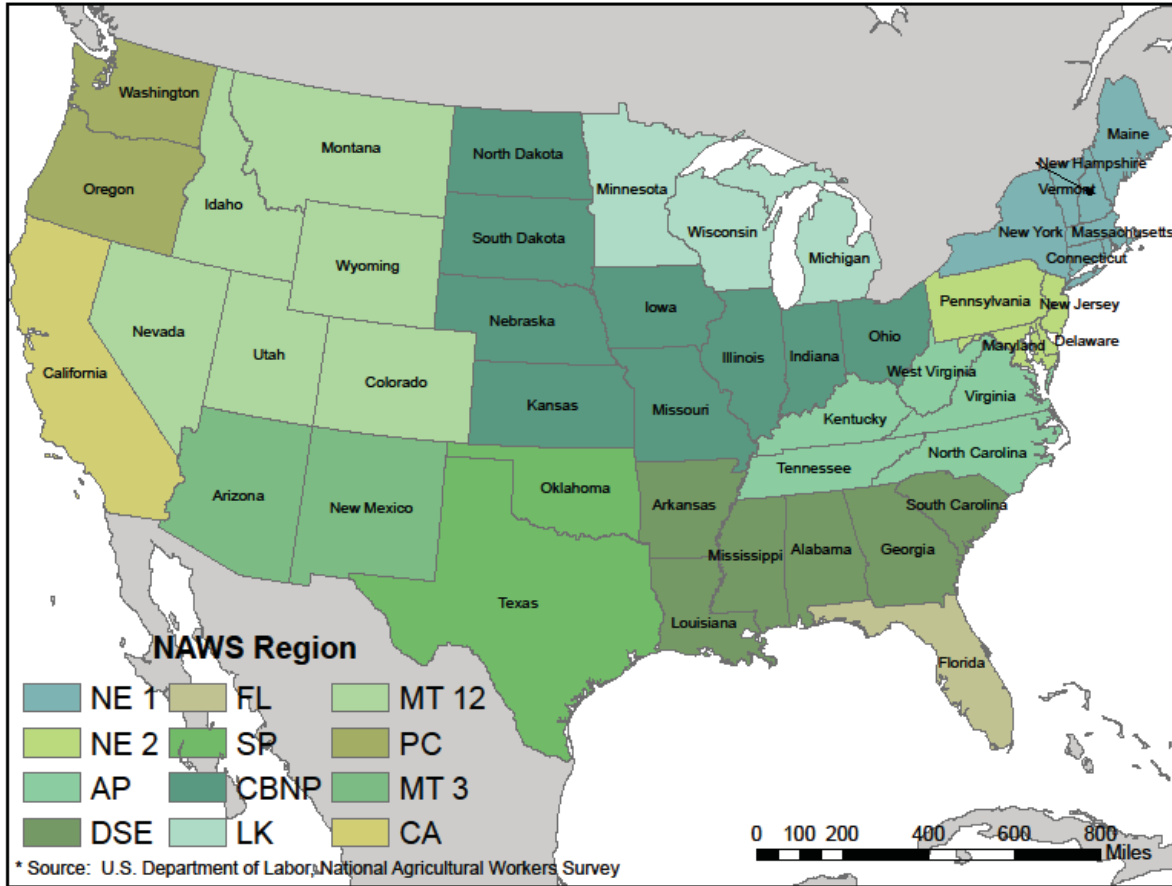 Washington
Maine
Montana
North Dakota
New Hampshire
Oregon
Minnesota
Vermont
Idaho
South Dakota
Wisconsin
New York
Massachusetts
Wyoming
Michigan
Connecticut
Nebraska
Iowa
Pennsylvania
New Jersey
Nevada
Ohio
Maryland
Delaware
Utah
Illinois
Indiana
California
Colorado
West Virginia
Kansas
Missouri
Virginia
Kentucky
North Carolina
Tennessee
Arizona
New Mexico
Oklahoma
Arkansas
South Carolina
Mississippi
Alabama
Georgia
Texas
Louisiana
Florida
NAWS Region
NE 1
FL
MT 12
NE 2
SP
PC
AP
CBNP
MT 3
DSE
LK
CA
0 100 200 400 600 800
Miles
* Source: U.S. Department of Labor, National Agricultural Workers Survey